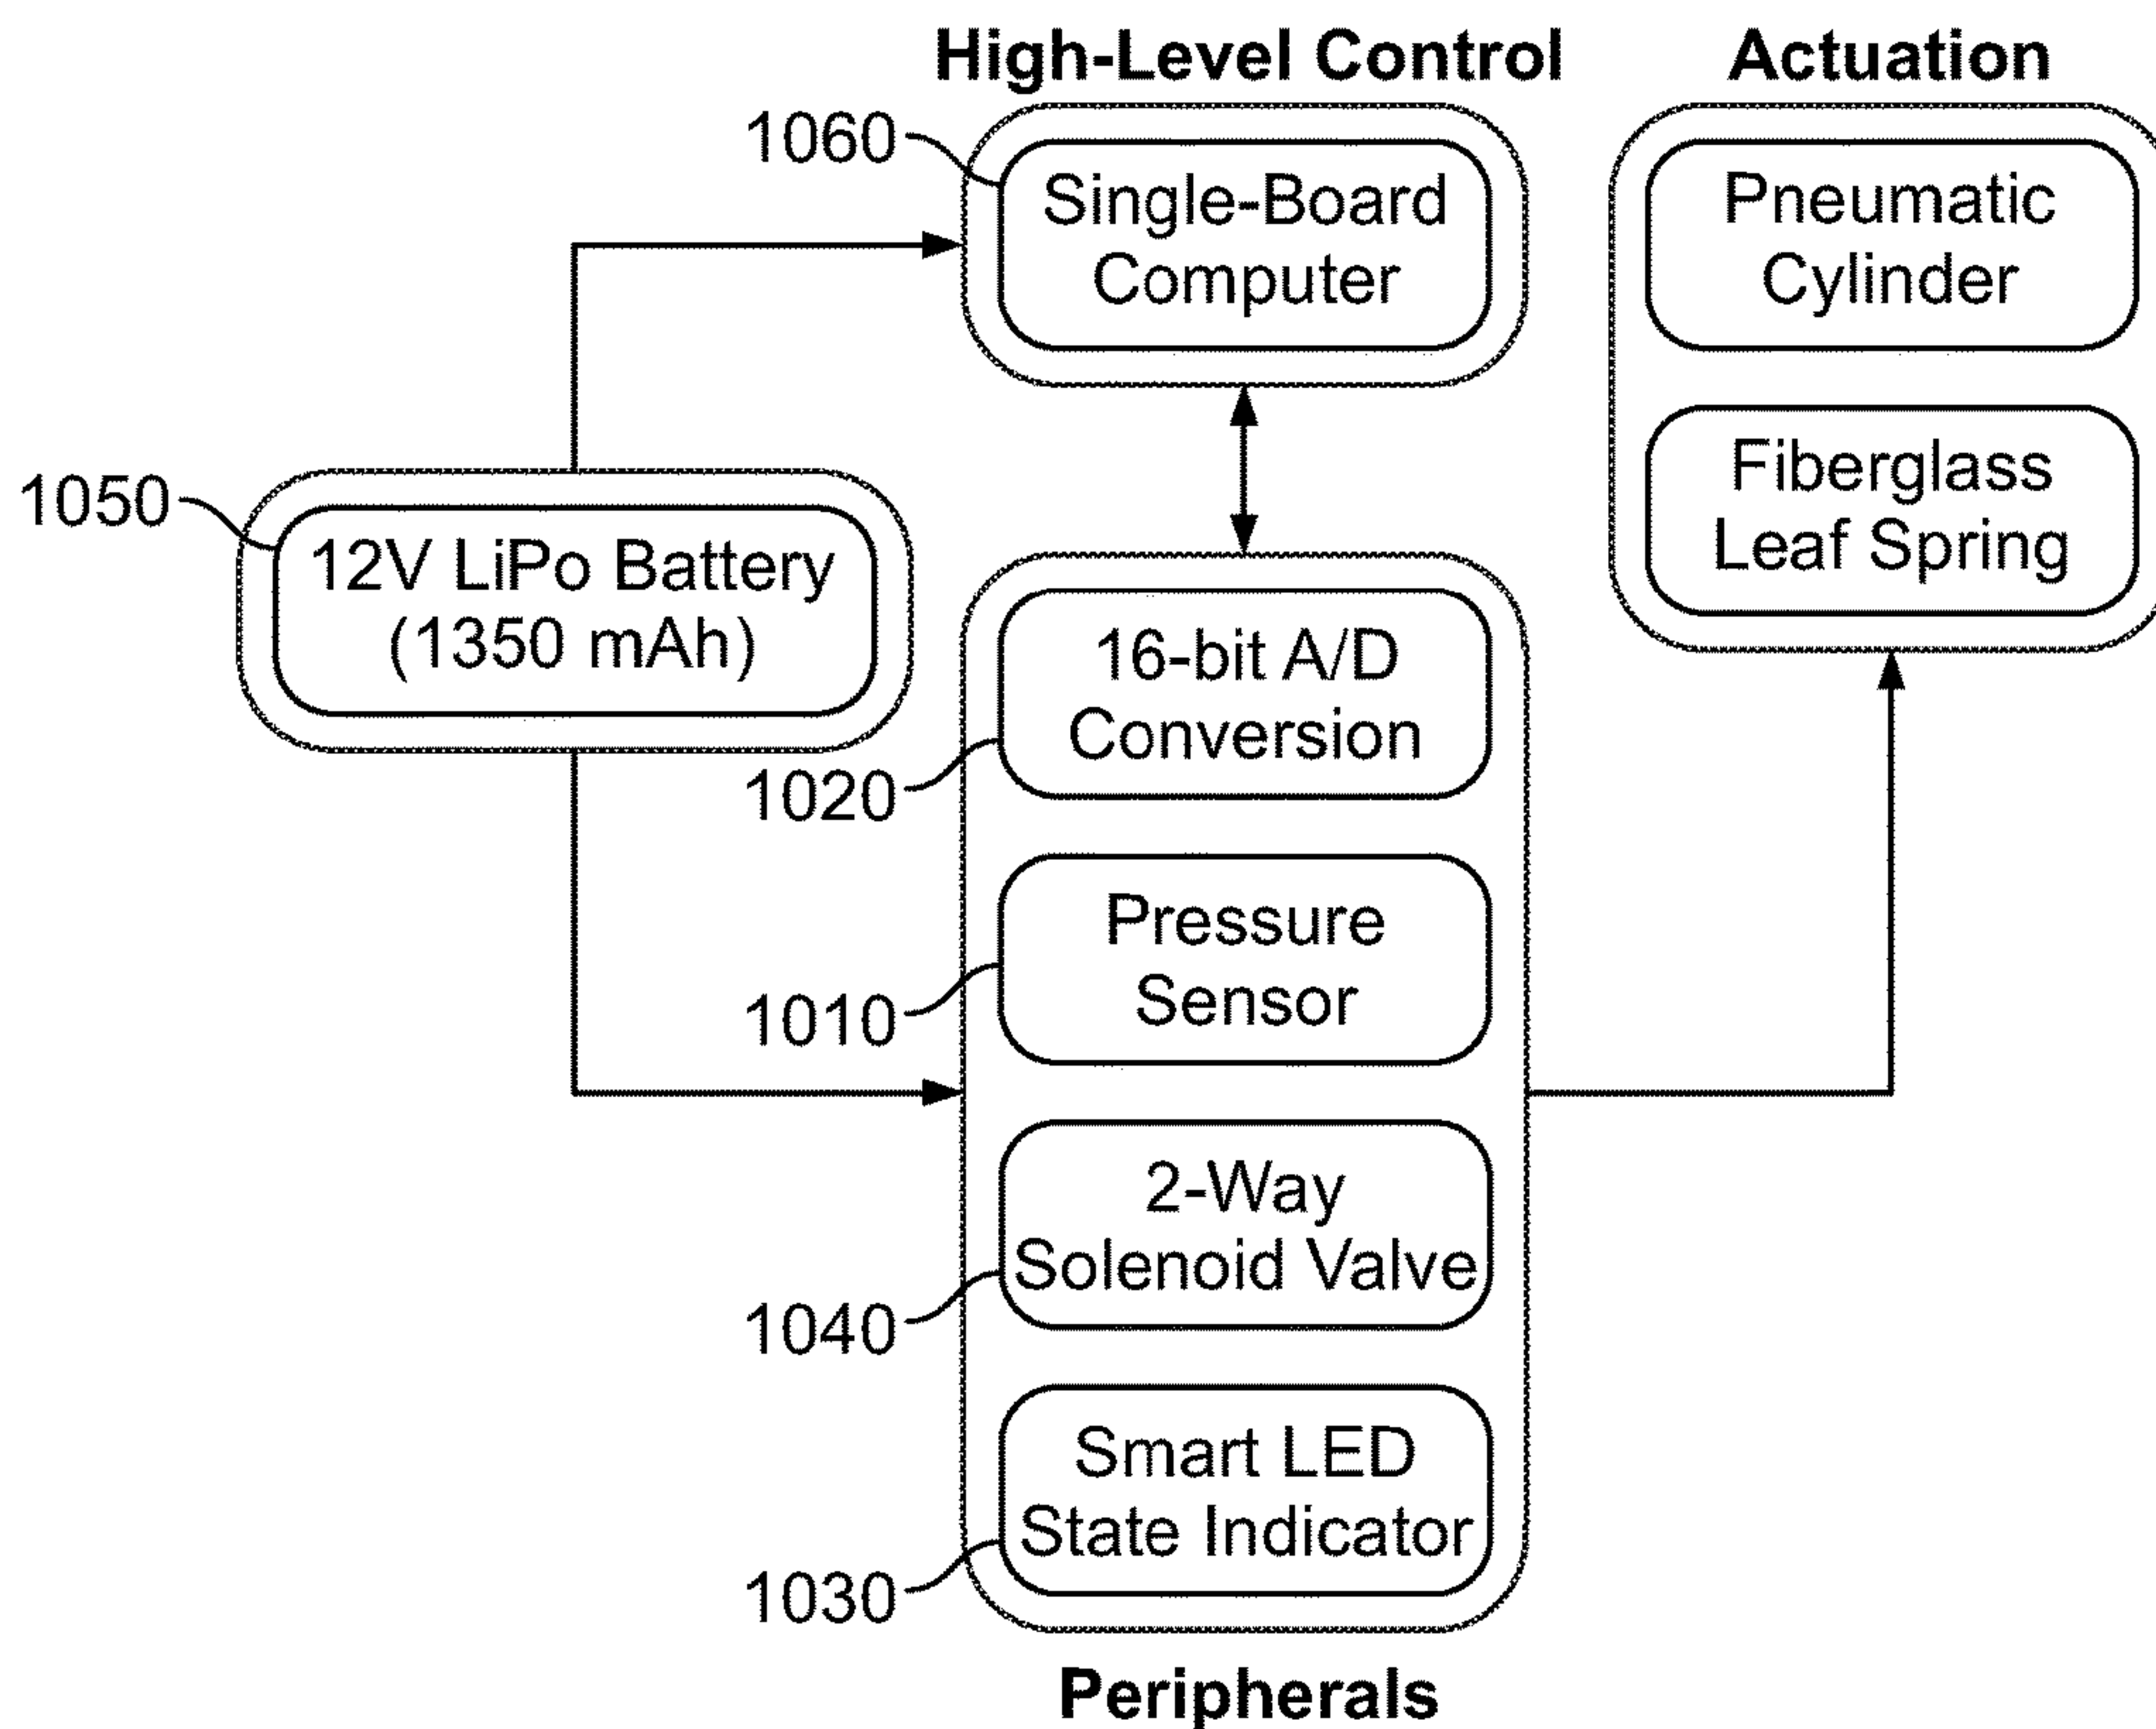 High-Level Control
Actuation
1060
Single-Board
Computer
Pneumatic
Cylinder
Fiberglass
Leaf Spring
1050
12V LiPo Battery
(1350 mAh)
16-bit A/D
Conversion
1020
Pressure
Sensor
1010
2-Way
Solenoid Valve
1040
Smart LED
State Indicator
1030
Peripherals